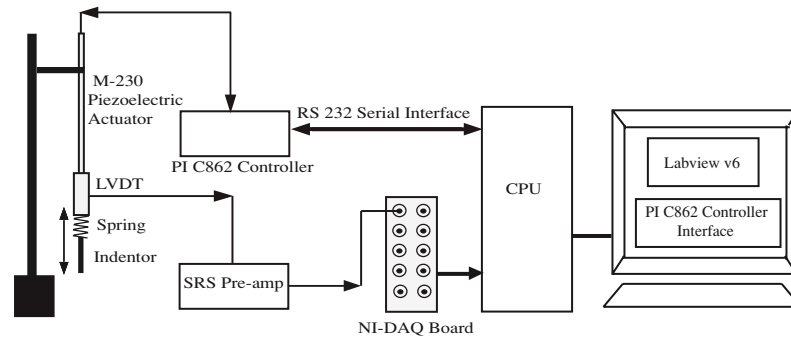 M-230
Piezoelectric
Actuator
RS 232 Serial Interface
PI C862 Controller
LVDT
Spring
Indentor
SRS Pre-amp
NI-DAQ Board
CPU
Labview v6
PI C862 Controller
Interface